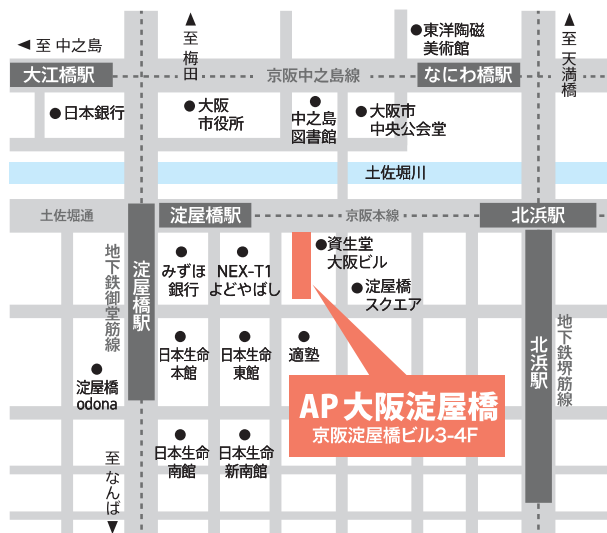 ◀ 至 中之島
▲
至 梅田
東洋陶磁
美術館
▲
至 天満橋
大江橋駅
京阪中之島線
なにわ橋駅
日本銀行
大阪
市役所
中之島
図書館
大阪市
中央公会堂
土佐堀川
土佐堀通
淀屋橋駅
京阪本線
北浜駅
地下鉄御堂筋線
淀屋橋駅
みずほ
銀行
NEX-T1
よどやばし
資生堂
大阪ビル
淀屋橋
スクエア
日本生命
本館
日本生命
東館
適塾
北浜駅
地下鉄堺筋線
淀屋橋
odona
AP 大阪淀屋橋
京阪淀屋橋ビル3-4F
日本生命
南館
日本生命
新南館
至 なんば
▼